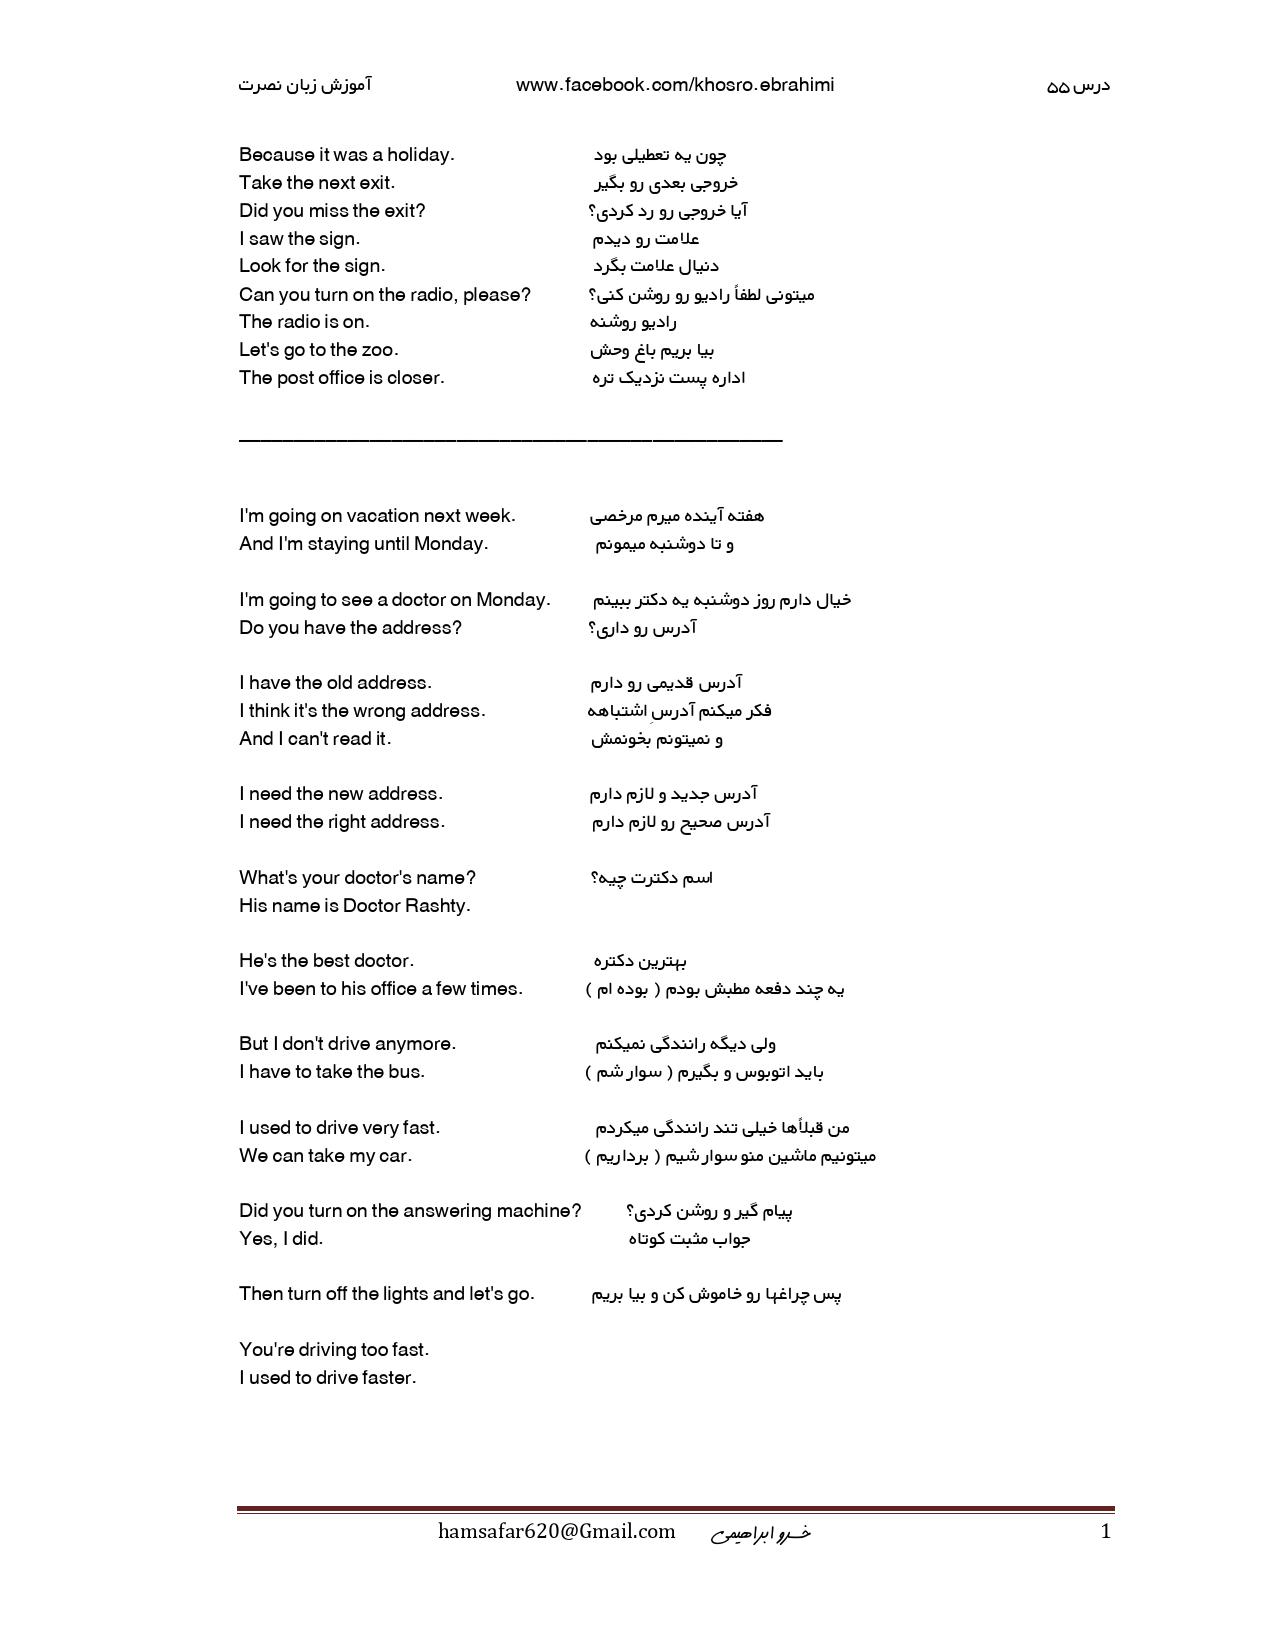 آموزش زبان نصرت www.facebook.com/khosro.ebrahimi درس ۵۵
Because it was a holiday. چون یه تعطیلی بود
Take the next exit. خروجی بعدی رو بگیر
Did you miss the exit? آیا خروجی رو رد کردی؟
I saw the sign. علامت رو دیدم
Look for the sign. دنبال علامت بگرد
Can you turn on the radio, please? میتونی لطفاً رادیو رو روشن کنی؟
The radio is on. رادیو روشنه
Let's go to the zoo. بیا بریم باغ وحش
The post office is closer. اداره پست نزدیک تره
I'm going on vacation next week. هفته آینده میرم مرخصی
And I'm staying until Monday. و تا دوشنبه میمونم
I'm going to see a doctor on Monday. خیال دارم روز دوشنبه یه دکتر ببینم
Do you have the address? آدرس رو داری؟
I have the old address. آدرس قدیمی رو دارم
I think it's the wrong address. فکر میکنم آدرسِ اشتباهه
And I can't read it. و نمیتونم بخونمش
I need the new address. آدرس جدید و لازم دارم
I need the right address. آدرس صحیح رو لازم دارم
What's your doctor's name? اسم دکترت چیه؟
His name is Doctor Rashty.
He's the best doctor. بهترین دکتره
I've been to his office a few times. یه چند دفعه مطبش بودم ( بوده ام )
But I don't drive anymore. ولی دیگه رانندگی نمیکنم
I have to take the bus. باید اتوبوس و بگیرم ( سوار شم )
I used to drive very fast. من قبلاًها خیلی تند رانندگی میکردم
We can take my car. میتونیم ماشین منو سوار شیم ( برداریم )
Did you turn on the answering machine? پیام گیر و روشن کردی؟
Yes, I did. جواب مثبت کوتاه
Then turn off the lights and let's go. پس چراغها رو خاموش کن و بیا بریم
You're driving too fast.
I used to drive faster.
hamsafar620@Gmail.com خسرو ابراهیمی 1